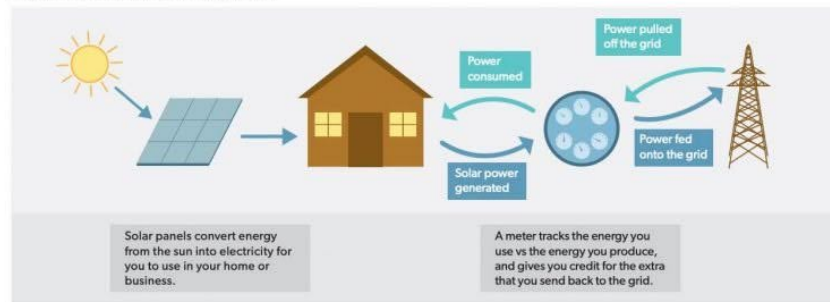 Power pulled
off the grid
Power
consumed
Solar power
generated
Power fed
onto the grid
Solar panels convert energy
from the sun into electricity for
you to use in your home or
business.
A meter tracks the energy you
use vs the energy you produce,
and gives you credit for the extra
that you send back to the grid.